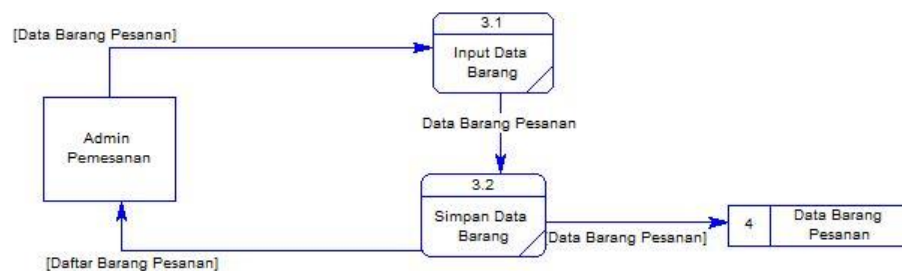 [Data Barang Pesanan]
3.1
Input Data
Barang
Data Barang Pesanan
Admin
Pemesanan
3.2
Simpan Data
Barang
[Data Barang Pesanan]
4
Data Barang
Pesanan
[Daftar Barang Pesanan]